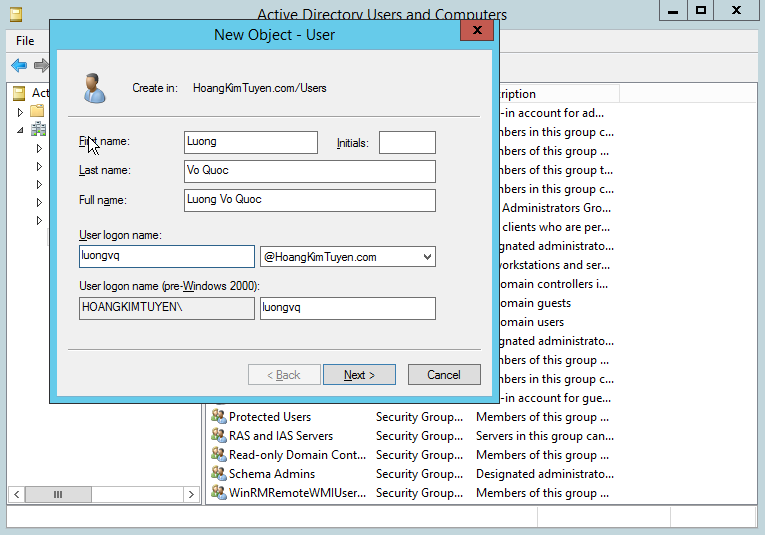 Active Directory Users and Computers
File
New Object - User
X
X
Create in: HoangKimTuyen.com/Users
First name: Luong Initials:
Last name: Vo Quoc
Full name: Luong Vo Quoc
User logon name:
luongvq @HoangKimTuyen.com
User logon name (pre-Windows 2000):
HOANGKIMTUYEN\ luongvq
< Back Next > Cancel
Act
ription
-in account for ad...
mbers in this group c...
mbers of this group ...
mbers of this group t...
mbers in this group c...
Administrators Gro...
clients who are per...
gnated administrato...
orkstations and ser...
omain controllers i...
omain guests
omain users
gnated administrato...
mbers of this group ...
mbers in this group c...
-in account for gue...
Protected Users Security Group... Members of this group ...
RAS and IAS Servers Security Group... Servers in this group can...
Read-only Domain Cont... Security Group... Members of this group ...
Schema Admins Security Group... Designated administrato...
WinRMRemoteWMIUser... Security Group... Members of this group ...